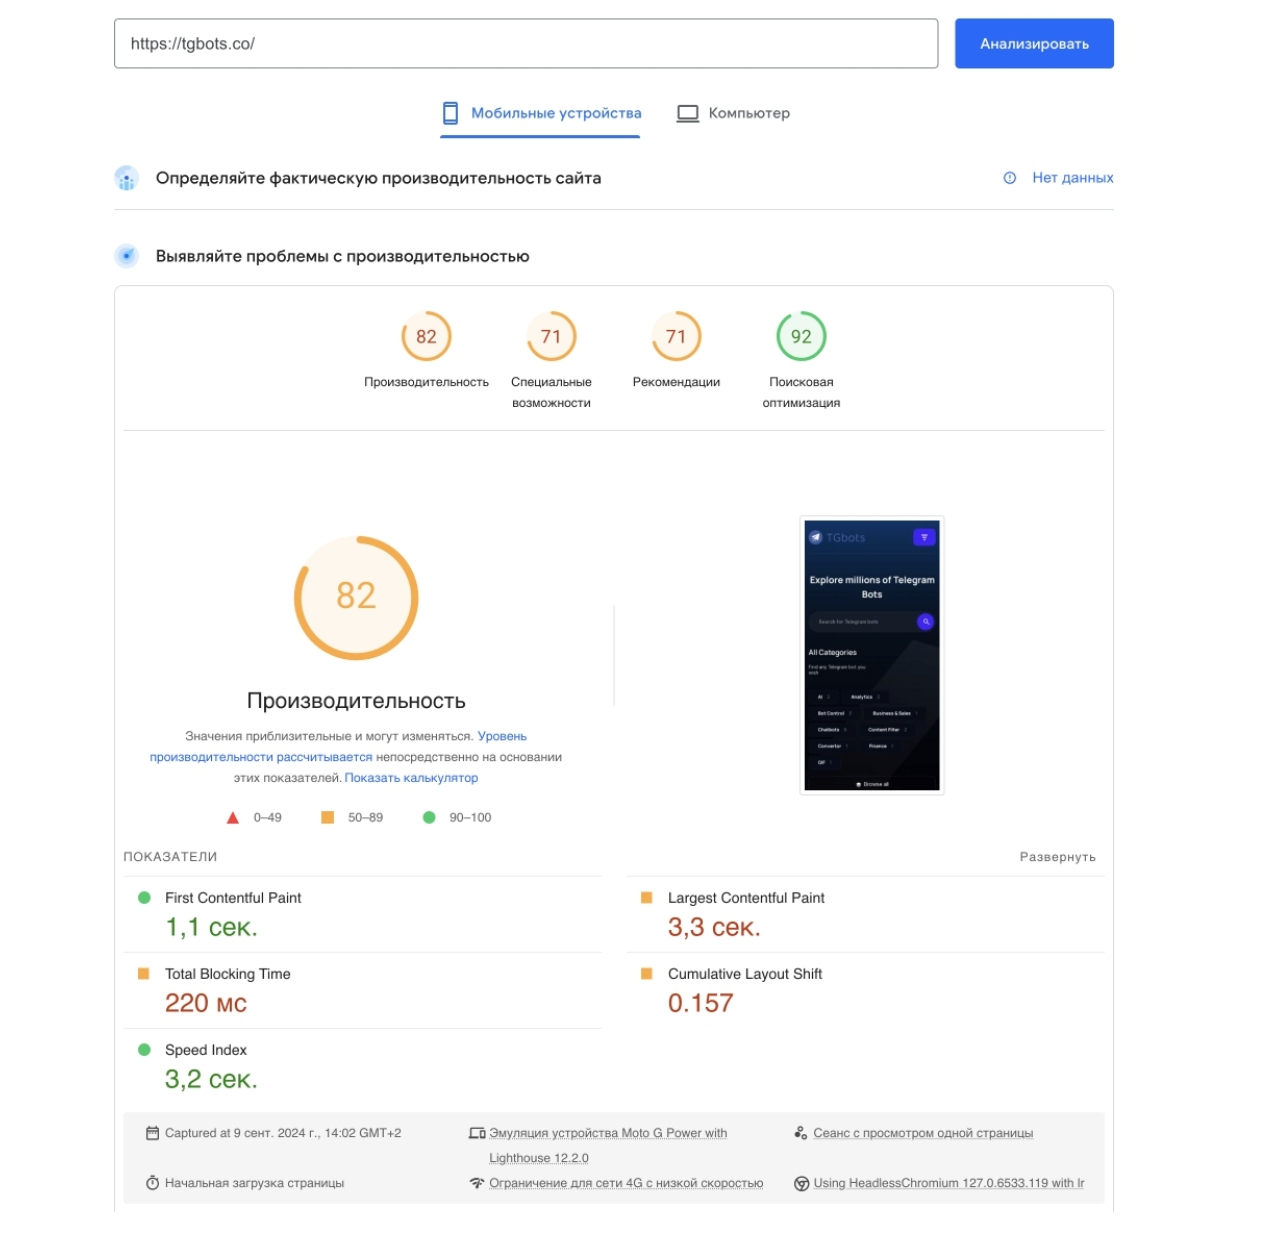 https://tgbots.co/
Анализировать
Мобильные устройства
Компьютер
Определяйте фактическую производительность сайта
Нет данных
Выявляйте проблемы с производительностью
82
71
71
92
Производительность
Специальные
возможности
Рекомендации
Поисковая
оптимизация
82
Производительность
Значения приблизительные и могут изменяться. Уровень
производительности рассчитывается непосредственно на основании
этих показателей. Показать калькулятор
0–49
50–89
90–100
TGbots
Explore millions of Telegram
Bots
Search for Telegram bots
All Categories
Find any Telegram bot you
wish
AI 2
Analytics
Bot Control
Business & Sales
Chatbots
Content Filter
Convertor
Finance
GIF
Browse all
ПОКАЗАТЕЛИ
Развернуть
First Contentful Paint
1,1 сек.
Largest Contentful Paint
3,3 сек.
Total Blocking Time
220 мс
Cumulative Layout Shift
0.157
Speed Index
3,2 сек.
Captured at 9 сент. 2024 г., 14:02 GMT+2
Эмуляция устройства Moto G Power with
Lighthouse 12.2.0
Сеанс с просмотром одной страницы
Начальная загрузка страницы
Ограничение для сети 4G с низкой скоростью
Using HeadlessChromium 127.0.6533.119 with lr